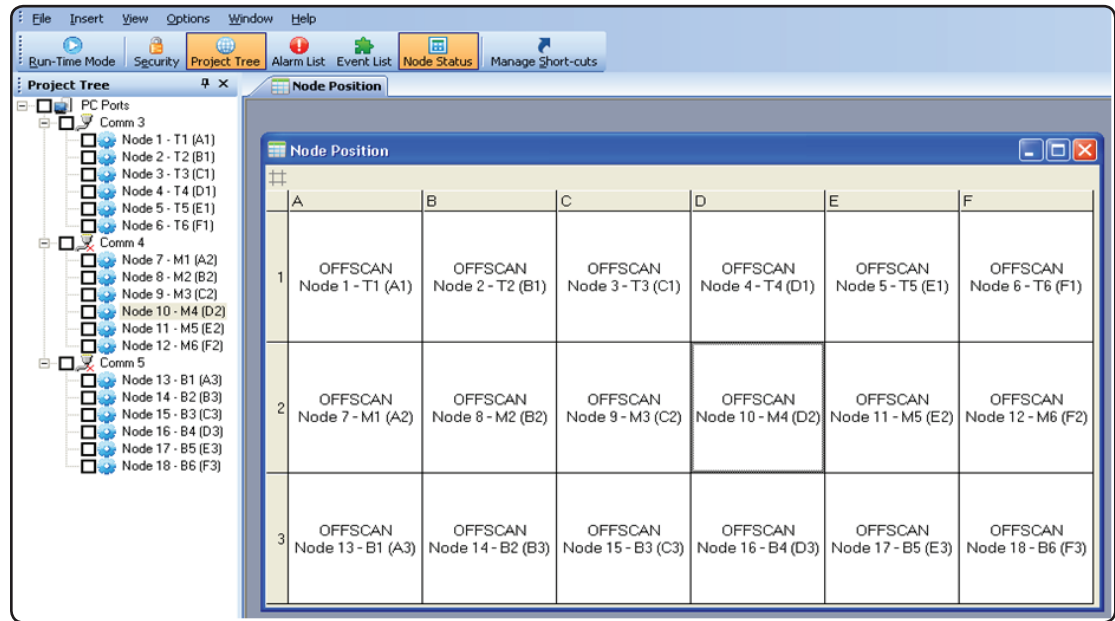 File Insert View Options Window Help
Run-Time Mode Security Project Tree Alarm List Event List Node Status Manage Short-cuts
Project Tree
PC Ports
Comm 3
Node 1 - T1 (A1)
Node 2 - T2 (B1)
Node 3 - T3 (C1)
Node 4 - T4 (D1)
Node 5 - T5 (E1)
Node 6 - T6 (F1)
Comm 4
Node 7 - M1 (A2)
Node 8 - M2 (B2)
Node 9 - M3 (C2)
Node 10 - M4 (D2)
Node 11 - M5 (E2)
Node 12 - M6 (F2)
Comm 5
Node 13 - B1 (A3)
Node 14 - B2 (B3)
Node 15 - B3 (C3)
Node 16 - B4 (D3)
Node 17 - B5 (E3)
Node 18 - B6 (F3)
Node Position
Node Position
A B C D E F
OFFSCAN OFFSCAN OFFSCAN OFFSCAN OFFSCAN OFFSCAN
1 Node 1 - T1 (A1) Node 2 - T2 (B1) Node 3 - T3 (C1) Node 4 - T4 (D1) Node 5 - T5 (E1) Node 6 - T6 (F1)
OFFSCAN OFFSCAN OFFSCAN OFFSCAN OFFSCAN OFFSCAN
2 Node 7 - M1 (A2) Node 8 - M2 (B2) Node 9 - M3 (C2) Node 10 - M4 (D2) Node 11 - M5 (E2) Node 12 - M6 (F2)
OFFSCAN OFFSCAN OFFSCAN OFFSCAN OFFSCAN OFFSCAN
3 Node 13 - B1 (A3) Node 14 - B2 (B3) Node 15 - B3 (C3) Node 16 - B4 (D3) Node 17 - B5 (E3) Node 18 - B6 (F3)